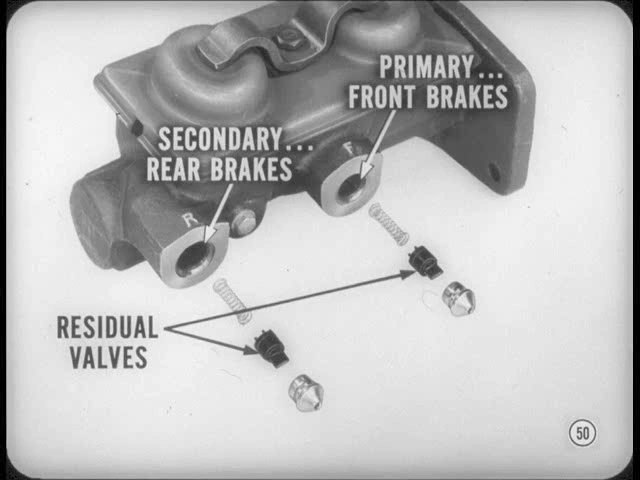 PRIMARY...
FRONT BRAKES
SECONDARY...
REAR BRAKES
F
R
RESIDUAL
VALVES
50